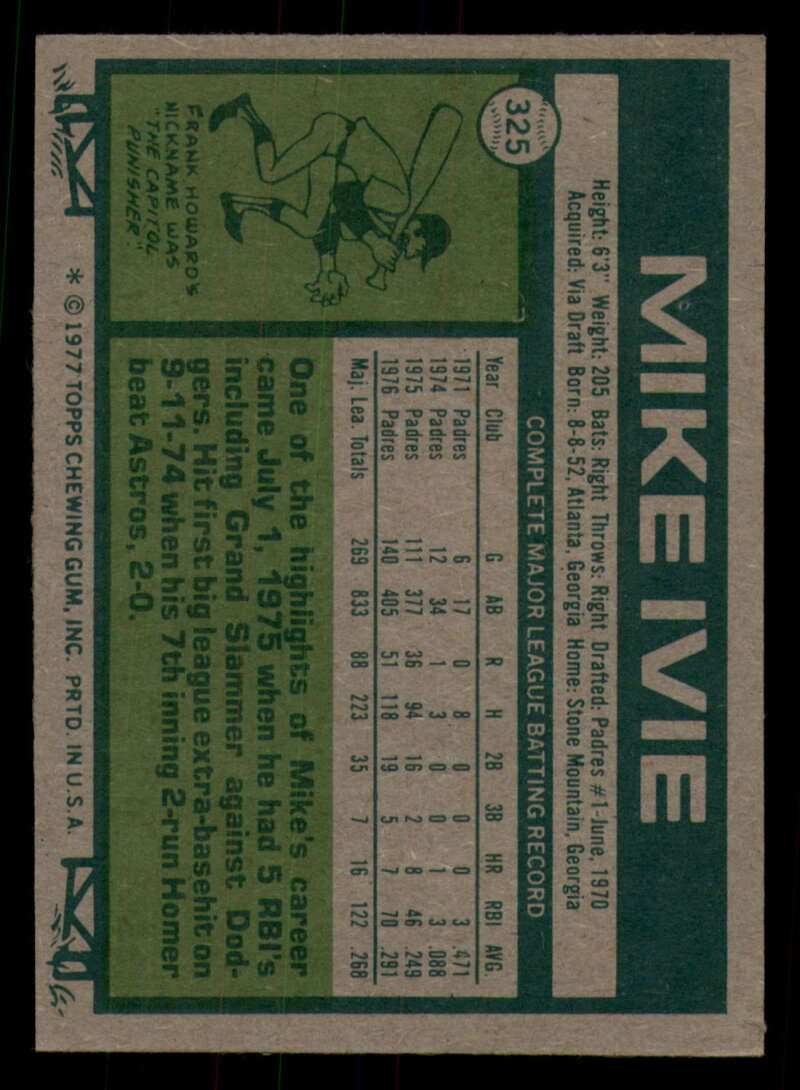 325
MIKE IVIE
Height: 6'3" Weight: 205 Bats: Right Throws: Right Drafted: Padres #1-June, 1970
Acquired: Via Draft Born: 8-8-52, Atlanta, Georgia Home: Stone Mountain, Georgia
COMPLETE MAJOR LEAGUE BATTING RECORD
Year Club G AB R H 2B 3B HR RBI AVG.
1971 Padres 6 17 0 8 0 0 0 3 .471
1974 Padres 12 34 1 3 0 0 1 3 .088
1975 Padres 111 377 36 94 16 2 8 46 .249
1976 Padres 140 405 51 118 19 5 7 70 .291
Maj. Lea. Totals 269 833 88 223 35 7 16 122 .268
FRANK HOWARD'S
NICKNAME WAS
"THE CAPITOL
PUNISHER."
One of the highlights of Mike's career
came July 1, 1975 when he had 5 RBI's
including Grand Slammer against Dod-
gers. Hit first big league extra-basehit on
9-11-74 when his 7th inning 2-run Homer
beat Astros, 2-0.
* © 1977 TOPPS CHEWING GUM, INC. PRTD. IN U.S.A.